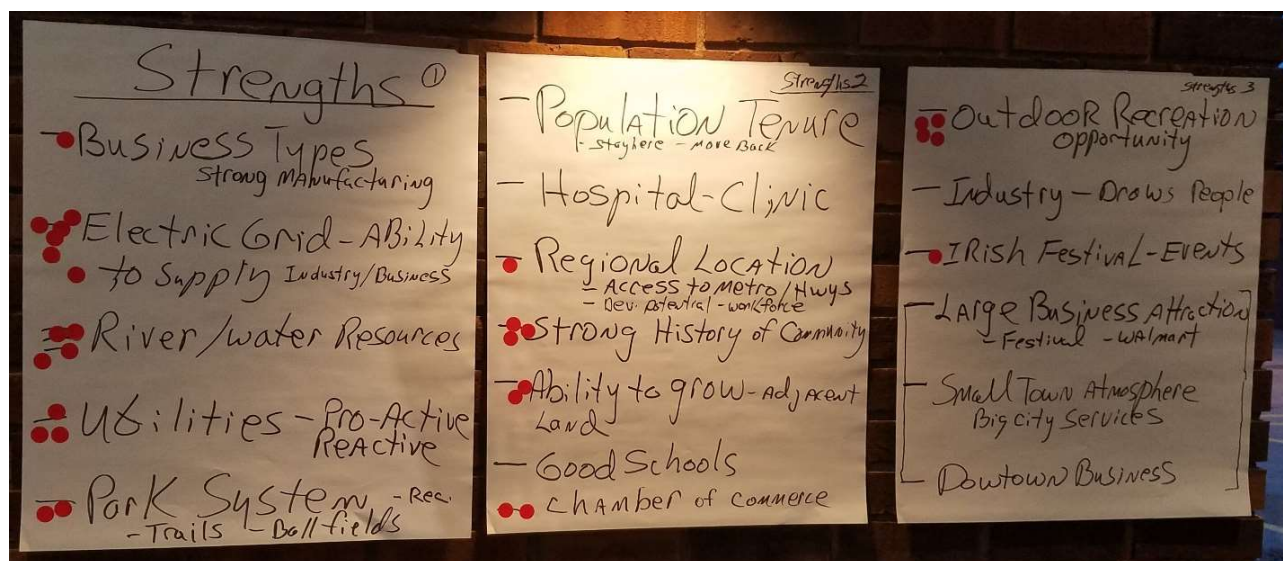 Strengths ①
- Business Types
Strong Manufacturing
- Electric Grid - Ability
to Supply Industry/Business
- River/water Resources
- Utilities - Pro-Active
ReActive
- Park System - Rec.
- Trails - Ball fields
Strengths 2
- Population Tenure
- Stay here - Move Back
- Hospital-Clinic
- Regional Location
- Access to Metro/Hwys
- Dev. potential - workforce
- Strong History of Community
- Ability to grow - Adjacent
Land
- Good Schools
- Chamber of Commerce
Strengths 3
- Outdoor Recreation
Opportunity
- Industry - Draws People
- Irish Festival - Events
- Large Business Attraction
- Festival - Walmart
- Small Town Atmosphere
Big city Services
- Dowtown Business